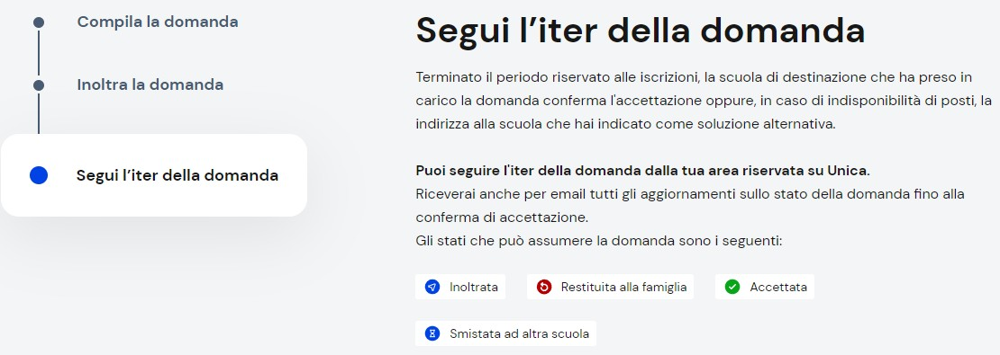 Compila la domanda
Inoltra la domanda
Segui l’iter della domanda
Segui l’iter della domanda
Terminato il periodo riservato alle iscrizioni, la scuola di destinazione che ha preso in
carico la domanda conferma l'accettazione oppure, in caso di indisponibilità di posti, la
indirizza alla scuola che hai indicato come soluzione alternativa.
Puoi seguire l'iter della domanda dalla tua area riservata su Unica.
Riceverai anche per email tutti gli aggiornamenti sullo stato della domanda fino alla
conferma di accettazione.
Gli stati che può assumere la domanda sono i seguenti:
Inoltrata
Restituita alla famiglia
Accettata
Smistata ad altra scuola